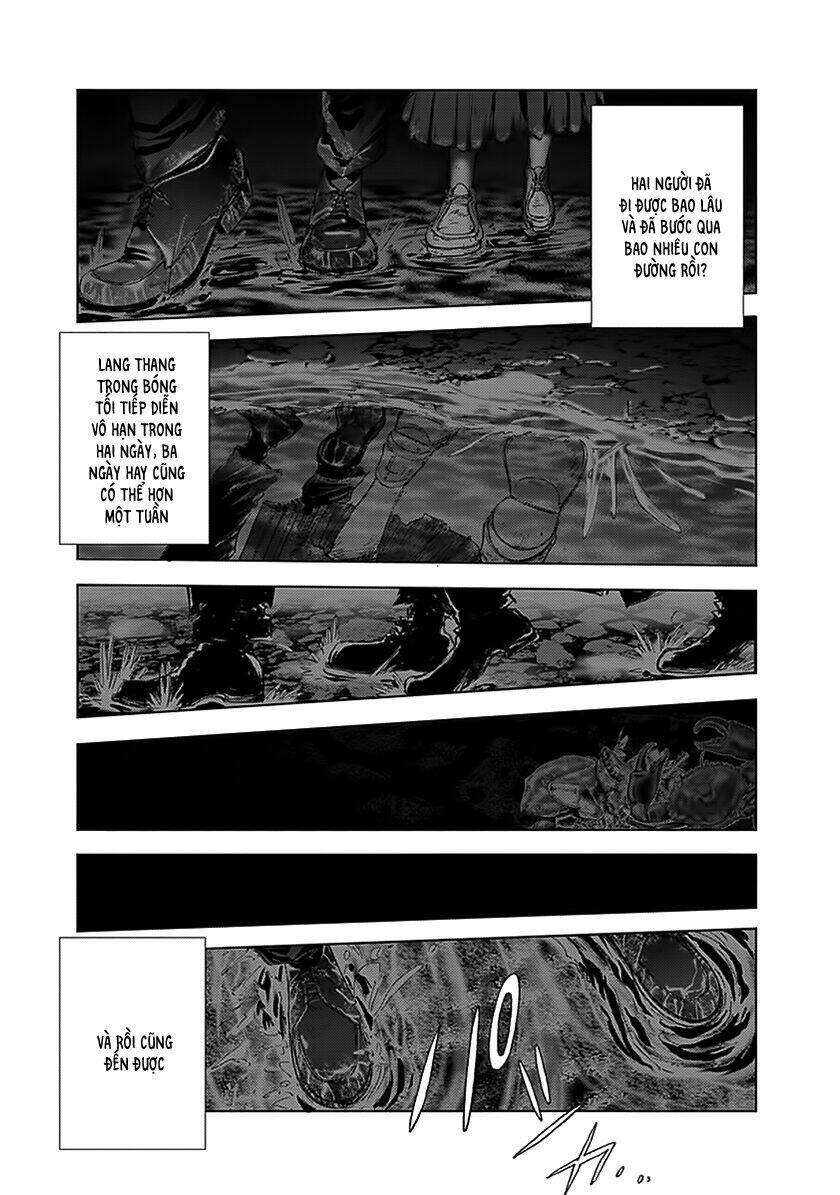 HAI NGƯỜI ĐÃ
ĐI ĐƯỢC BAO LÂU
VÀ ĐÃ BƯỚC QUA
BAO NHIÊU CON
ĐƯỜNG RỒI?
LANG THANG
TRONG BÓNG
TỐI TIẾP DIỄN
VÔ HẠN TRONG
HAI NGÀY, BA
NGÀY HAY CŨNG
CÓ THỂ HƠN
MỘT TUẦN
VÀ RỒI CŨNG
ĐẾN ĐƯỢC